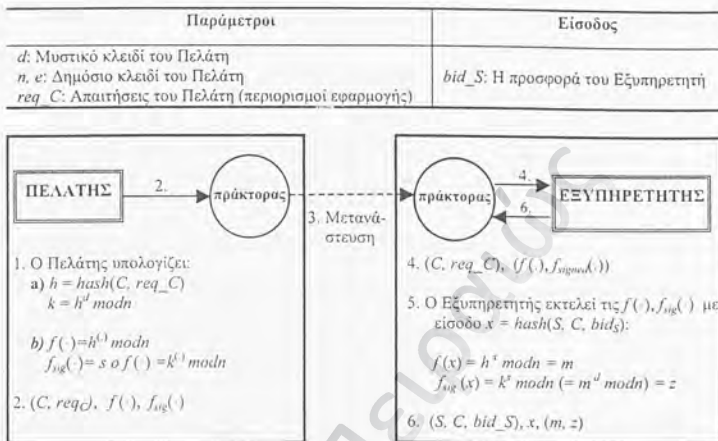 Παράμετροι
Είσοδος
d: Μυστικό κλειδί του Πελάτη
n, e: Δημόσιο κλειδί του Πελάτη
req_C: Απαιτήσεις του Πελάτη (περιορισμοί εφαρμογής)
bid_S: Η προσφορά του Εξυπηρετητή
ΠΕΛΑΤΗΣ
2.
πράκτορας
3. Μετανά-
στευση
πράκτορας
4.
6.
ΕΞΥΠΗΡΕΤΗΤΗΣ
1. Ο Πελάτης υπολογίζει:
a) h = hash(C, req_C)
k = h^d modn
b) f(·)=h^(·) modn
f_sig(·)= s o f(·) =k^(·) modn
2. (C, req_C), f(·), f_sig(·)
4. (C, req_C), (f(·), f_signed(·))
5. Ο Εξυπηρετητής εκτελεί τις f(·), f_sig(·) με
είσοδο x = hash(S, C, bid_S):
f(x) = h^x modn = m
f_sig (x) = k^x modn (= m^d modn) = z
6. (S, C, bid_S), x, (m, z)